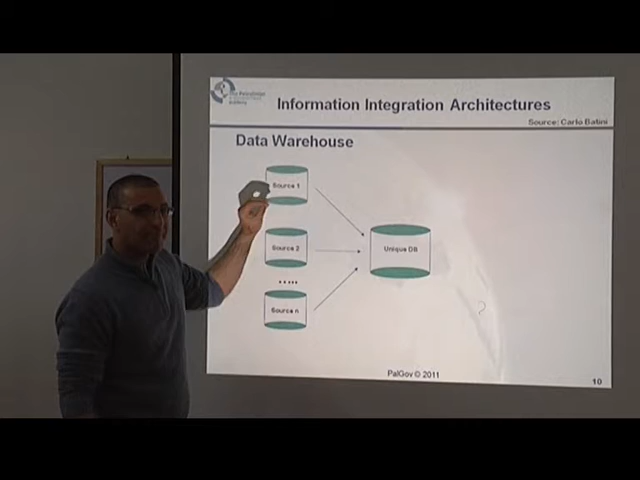 Information Integration Architectures
Source: Carlo Batini
Data Warehouse
Source 1
Source 2
Unique DB
.....
Source n
PalGov © 2011
10